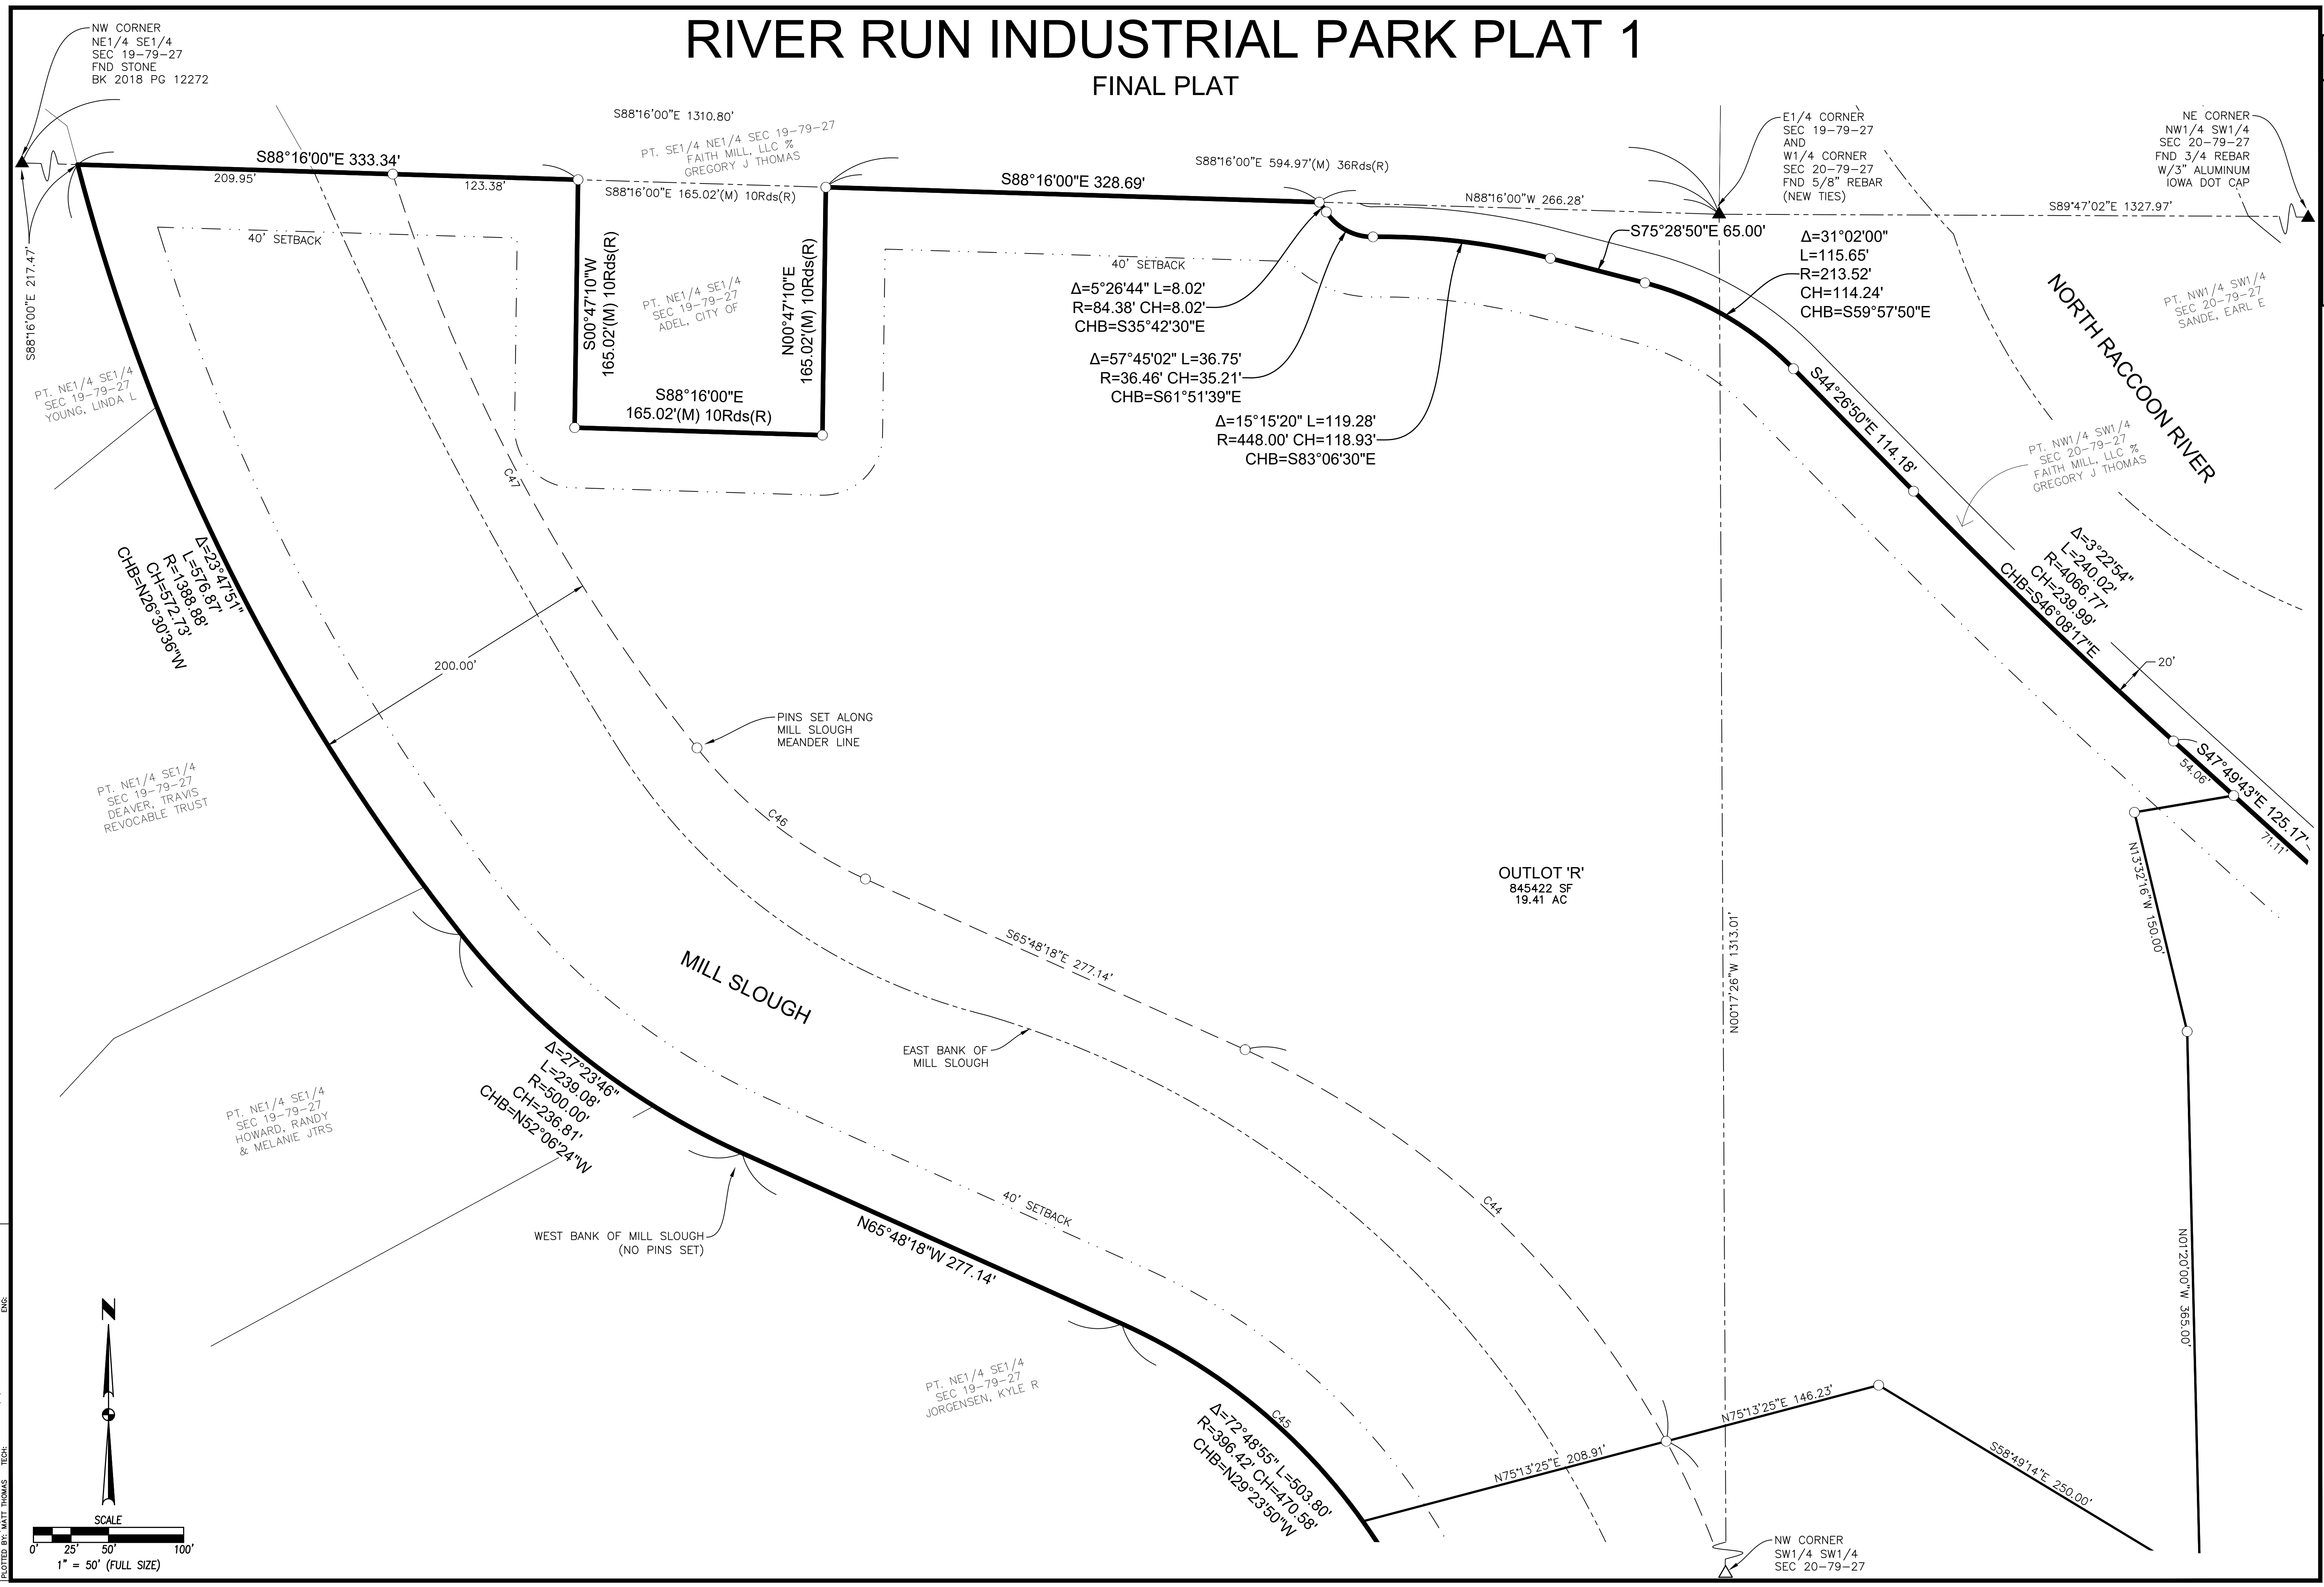 RIVER RUN INDUSTRIAL PARK PLAT 1
FINAL PLAT
NW CORNER
NE1/4 SE1/4
SEC 19-79-27
FND STONE
BK 2018 PG 12272
S88°16'00"E 1310.80'
PT. SE1/4 NE1/4 SEC 19-79-27
FAITH MILL, LLC %
GREGORY J THOMAS
S88°16'00"E 594.97'(M) 36Rds(R)
E1/4 CORNER
SEC 19-79-27
AND
W1/4 CORNER
SEC 20-79-27
FND 5/8" REBAR
(NEW TIES)
NE CORNER
NW1/4 SW1/4
SEC 20-79-27
FND 3/4 REBAR
W/3" ALUMINUM
IOWA DOT CAP
S88°16'00"E 333.34'
209.95'
123.38'
S88°16'00"E 165.02'(M) 10Rds(R)
S88°16'00"E 328.69'
N88°16'00"W 266.28'
S89°47'02"E 1327.97'
S88°16'00"E 217.47'
40' SETBACK
S00°47'10"W
165.02'(M) 10Rds(R)
PT. NE1/4 SE1/4
SEC 19-79-27
ADEL, CITY OF
N00°47'10"E
165.02'(M) 10Rds(R)
S88°16'00"E
165.02'(M) 10Rds(R)
40' SETBACK
Δ=5°26'44" L=8.02'
R=84.38' CH=8.02'
CHB=S35°42'30"E
Δ=57°45'02" L=36.75'
R=36.46' CH=35.21'
CHB=S61°51'39"E
Δ=15°15'20" L=119.28'
R=448.00' CH=118.93'
CHB=S83°06'30"E
S75°28'50"E 65.00'
Δ=31°02'00"
L=115.65'
R=213.52'
CH=114.24'
CHB=S59°57'50"E
NORTH RACCOON RIVER
PT. NW1/4 SW1/4
SEC 20-79-27
SANDE, EARL E
S44°26'50"E 114.18'
PT. NW1/4 SW1/4
SEC 20-79-27
FAITH MILL, LLC %
GREGORY J THOMAS
PT. NE1/4 SE1/4
SEC 19-79-27
YOUNG, LINDA L
C47
Δ=23°47'51"
L=576.87'
R=1388.88'
CH=572.73'
CHB=N26°30'36"W
Δ=3°22'54"
L=240.02'
R=4066.77'
CH=239.99'
CHB=S46°08'17"E
20'
200.00'
PINS SET ALONG
MILL SLOUGH
MEANDER LINE
S47°49'43"E 125.17'
54.06'
71.11'
PT. NE1/4 SE1/4
SEC 19-79-27
DEAVER, TRAVIS
REVOCABLE TRUST
C46
OUTLOT 'R'
845422 SF
19.41 AC
N13°32'16"W 150.00'
S65°48'18"E 277.14'
N00°17'26"W 1313.01'
MILL SLOUGH
EAST BANK OF
MILL SLOUGH
Δ=27°23'46"
L=239.08'
R=500.00'
CH=236.81'
CHB=N52°06'24"W
PT. NE1/4 SE1/4
SEC 19-79-27
HOWARD, RANDY
& MELANIE JTRS
40' SETBACK
C44
WEST BANK OF MILL SLOUGH
(NO PINS SET)
N65°48'18"W 277.14'
N01°20'00"W 365.00'
PT. NE1/4 SE1/4
SEC 19-79-27
JORGENSEN, KYLE R
C45
Δ=72°48'55" L=503.80'
R=396.42' CH=470.58'
CHB=N29°23'50"W
N75°13'25"E 208.91'
N75°13'25"E 146.23'
S58°49'14"E 250.00'
N
SCALE
0' 25' 50' 100'
1" = 50' (FULL SIZE)
NW CORNER
SW1/4 SW1/4
SEC 20-79-27
ENG:
PLOTTED BY: MATT THOMAS TECH: